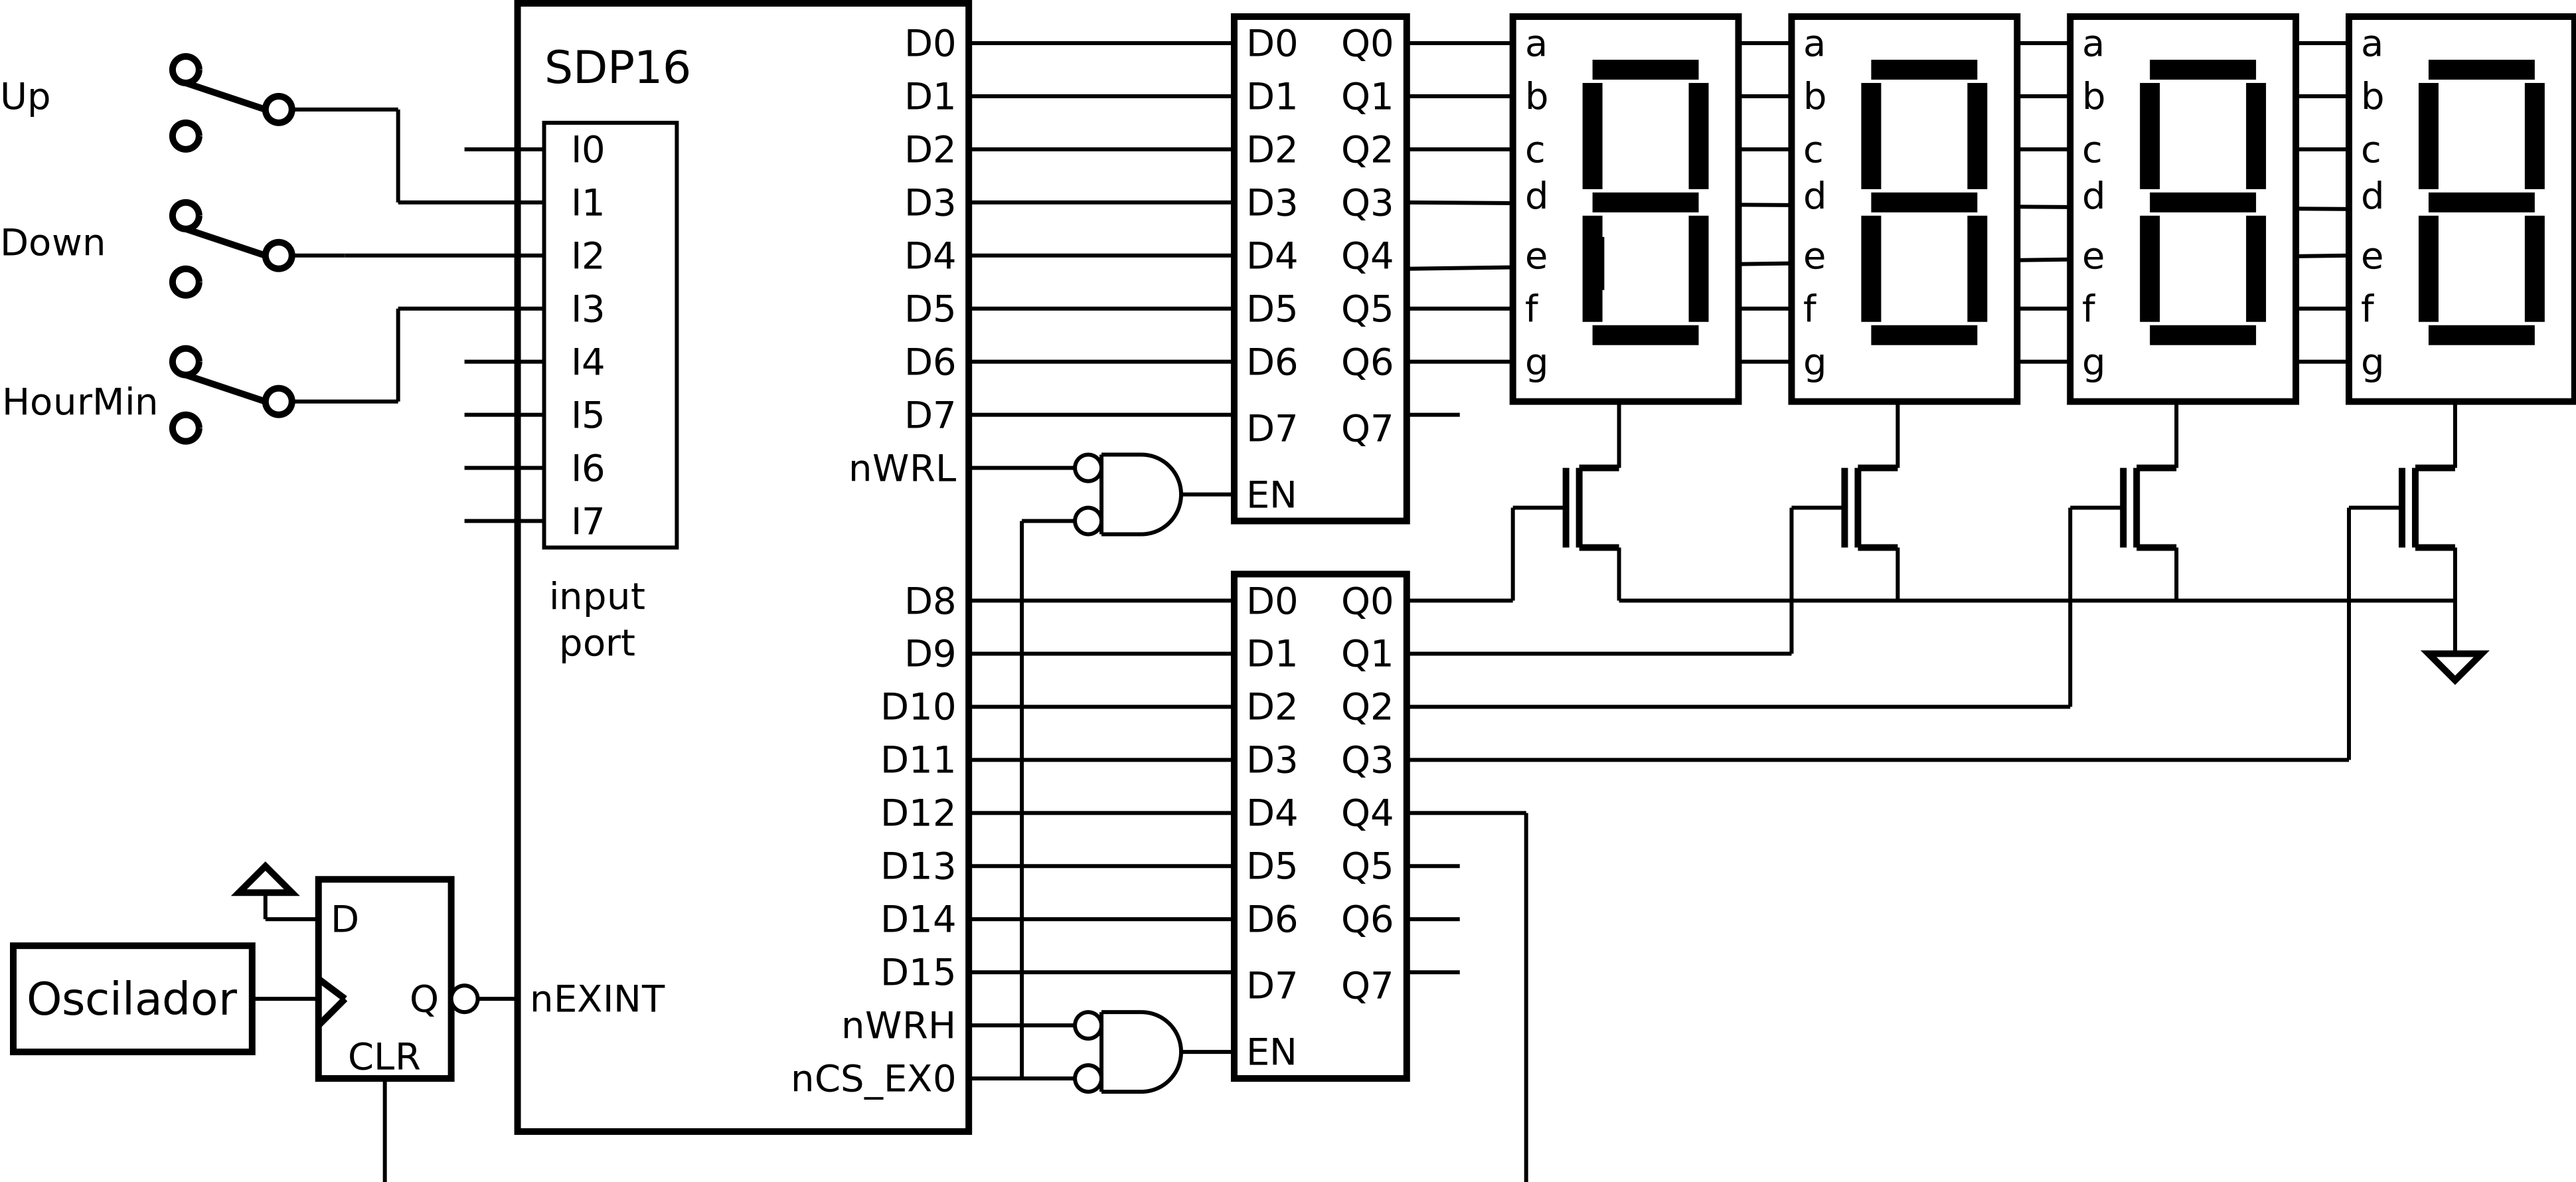 Up
Down
HourMin
SDP16
I0
I1
I2
I3
I4
I5
I6
I7
input
port
D0
D1
D2
D3
D4
D5
D6
D7
nWRL
D8
D9
D10
D11
D12
D13
D14
D15
nWRH
nCS_EX0
nEXINT
Oscilador
D
Q
CLR
D0 Q0
D1 Q1
D2 Q2
D3 Q3
D4 Q4
D5 Q5
D6 Q6
D7 Q7
EN
D0 Q0
D1 Q1
D2 Q2
D3 Q3
D4 Q4
D5 Q5
D6 Q6
D7 Q7
EN
a
b
c
d
e
f
g
a
b
c
d
e
f
g
a
b
c
d
e
f
g
a
b
c
d
e
f
g